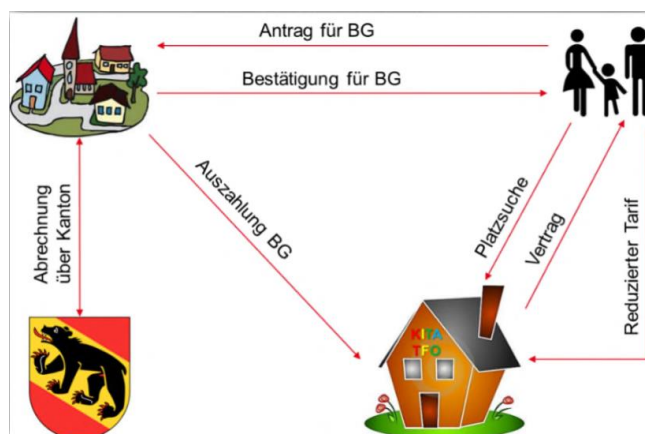 Antrag für BG
Bestätigung für BG
Abrechnung
über Kanton
Auszahlung BG
Platzsuche
Vertrag
Reduzierter Tarif
KITA
TFO